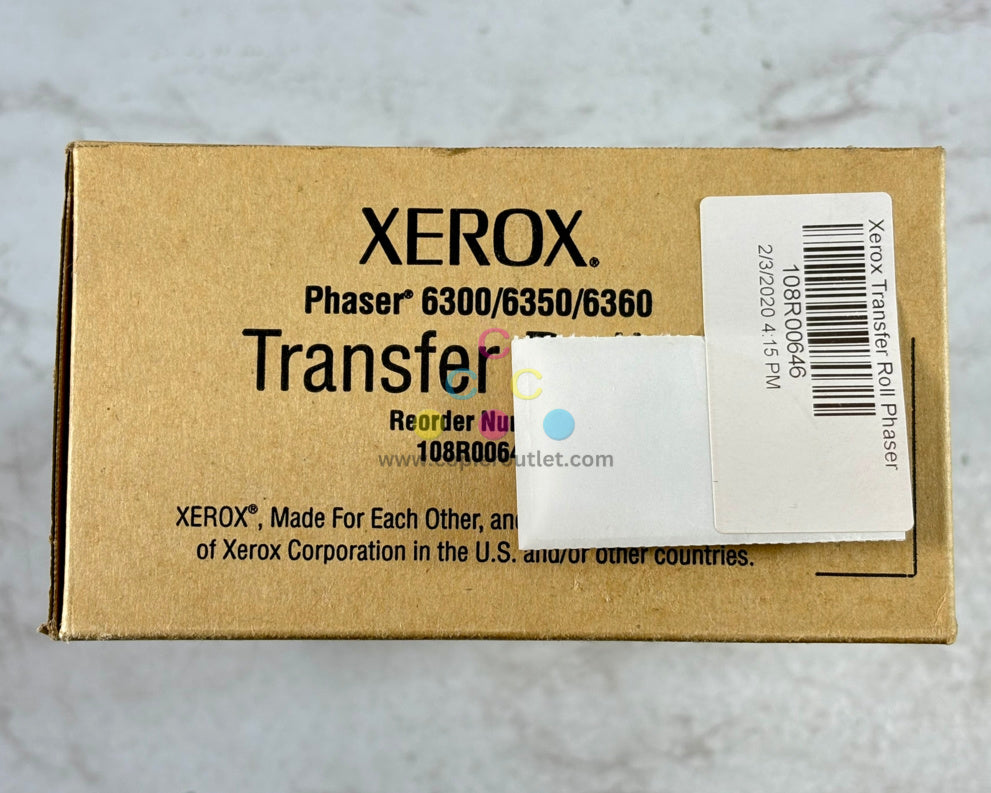 XEROX®
Phaser® 6300/6350/6360
Transfer
Reorder
108R0064
XEROX®, Made For Each Other, and
of Xerox Corporation in the U.S. and/or other countries.
Xerox Transfer Roll Phaser
108R00646
2/3/2020 4:15 PM
C
C C
www.copieroutlet.com